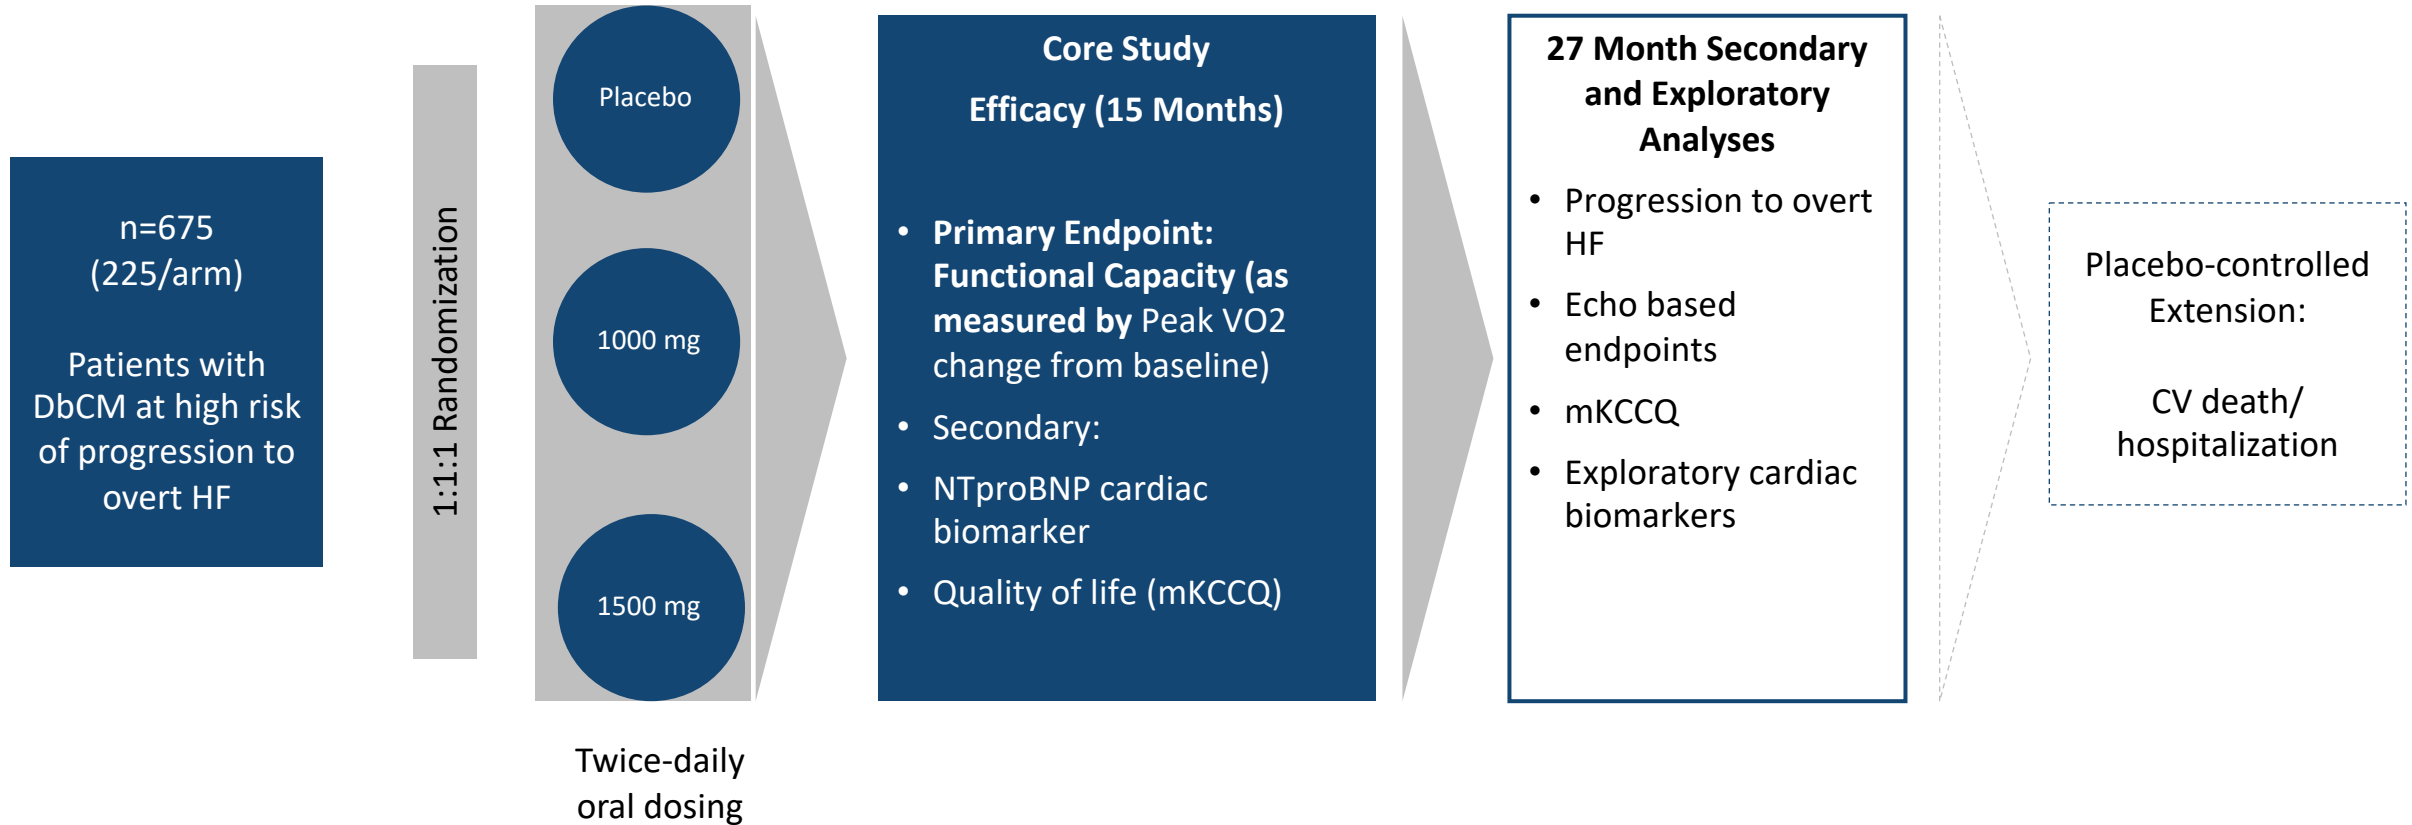 n=675
(225/arm)
Patients with
DbCM at high risk
of progression to
overt HF
1:1:1 Randomization
Placebo
1000 mg
1500 mg
Twice-daily
oral dosing
Core Study
Efficacy (15 Months)
• Primary Endpoint:
Functional Capacity (as
measured by Peak VO2
change from baseline)
• Secondary:
• NTproBNP cardiac
biomarker
• Quality of life (mKCCQ)
27 Month Secondary
and Exploratory
Analyses
• Progression to overt
HF
• Echo based
endpoints
• mKCCQ
• Exploratory cardiac
biomarkers
Placebo-controlled
Extension:
CV death/
hospitalization